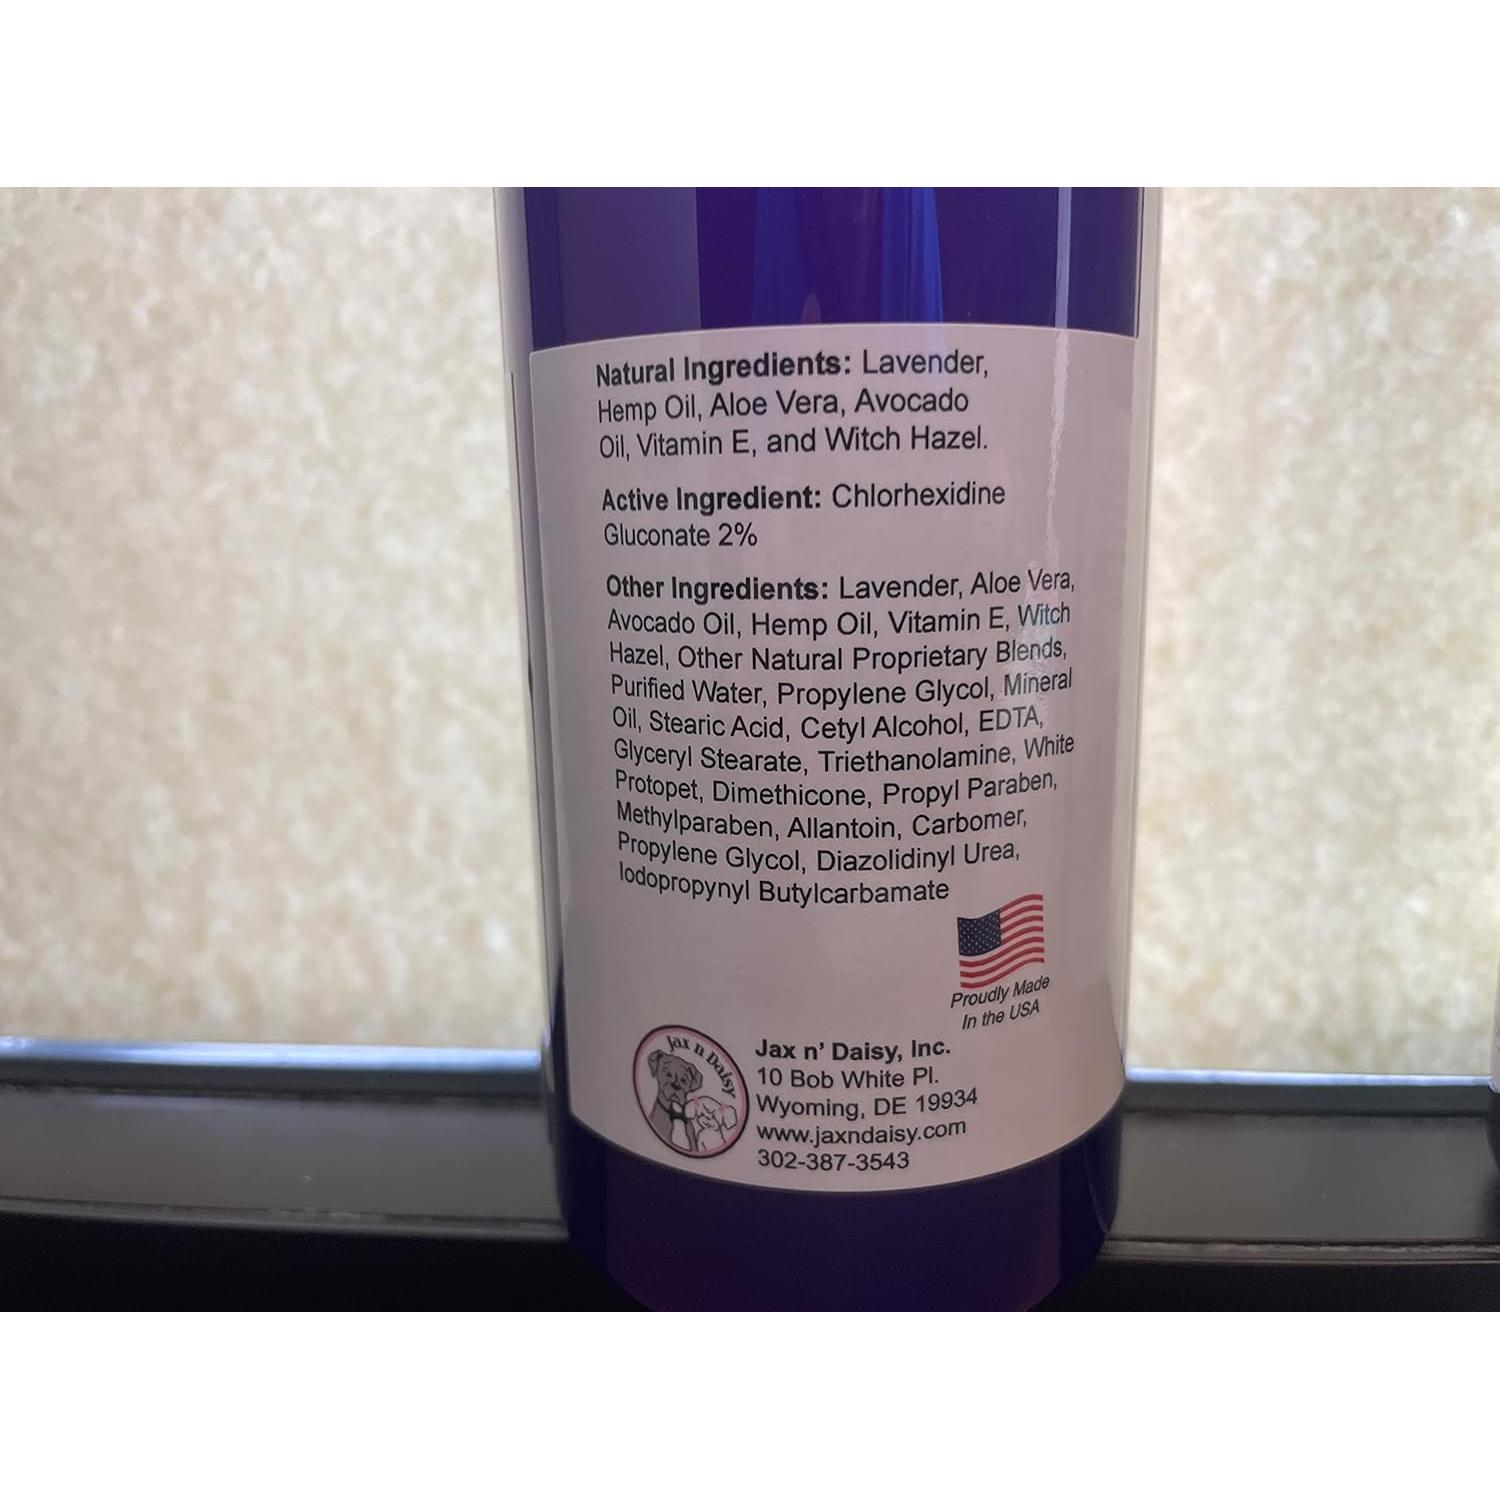 Natural Ingredients: Lavender,
Hemp Oil, Aloe Vera, Avocado
Oil, Vitamin E, and Witch Hazel.
Active Ingredient: Chlorhexidine
Gluconate 2%
Other Ingredients: Lavender, Aloe Vera,
Avocado Oil, Hemp Oil, Vitamin E, Witch
Hazel, Other Natural Proprietary Blends,
Purified Water, Propylene Glycol, Mineral
Oil, Stearic Acid, Cetyl Alcohol, EDTA,
Glyceryl Stearate, Triethanolamine, White
Protopet, Dimethicone, Propyl Paraben,
Methylparaben, Allantoin, Carbomer,
Propylene Glycol, Diazolidinyl Urea,
Iodopropynyl Butylcarbamate
Proudly Made
In the USA
Jax n Daisy
Jax n' Daisy, Inc.
10 Bob White Pl.
Wyoming, DE 19934
www.jaxndaisy.com
302-387-3543